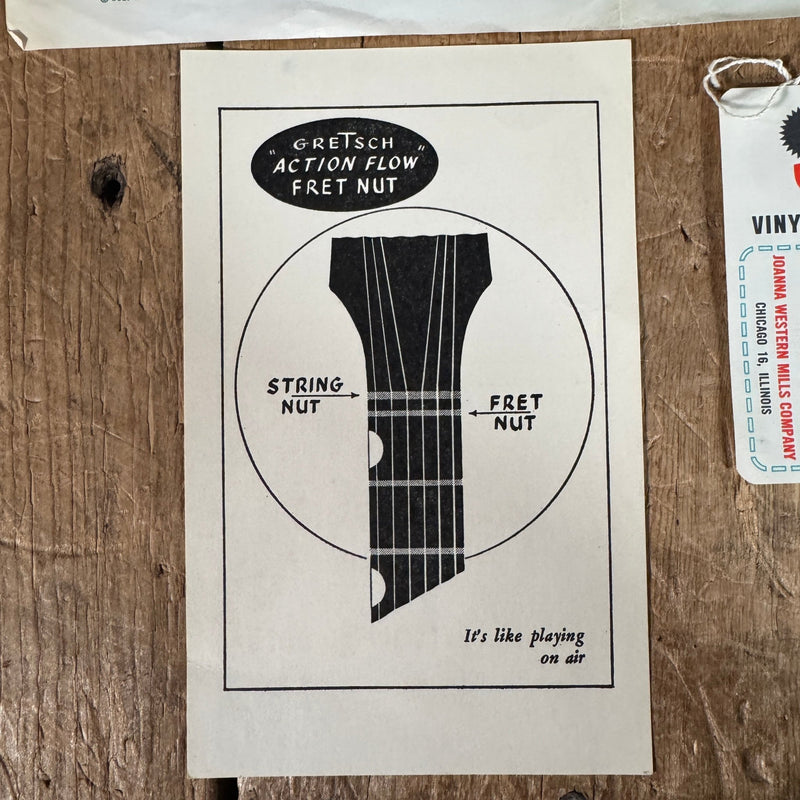 GRETSCH
"ACTION FLOW"
FRET NUT
STRING
NUT
FRET
NUT
It's like playing
on air
VINY
JOANNA WESTERN MILLS COMPANY
CHICAGO 16, ILLINOIS